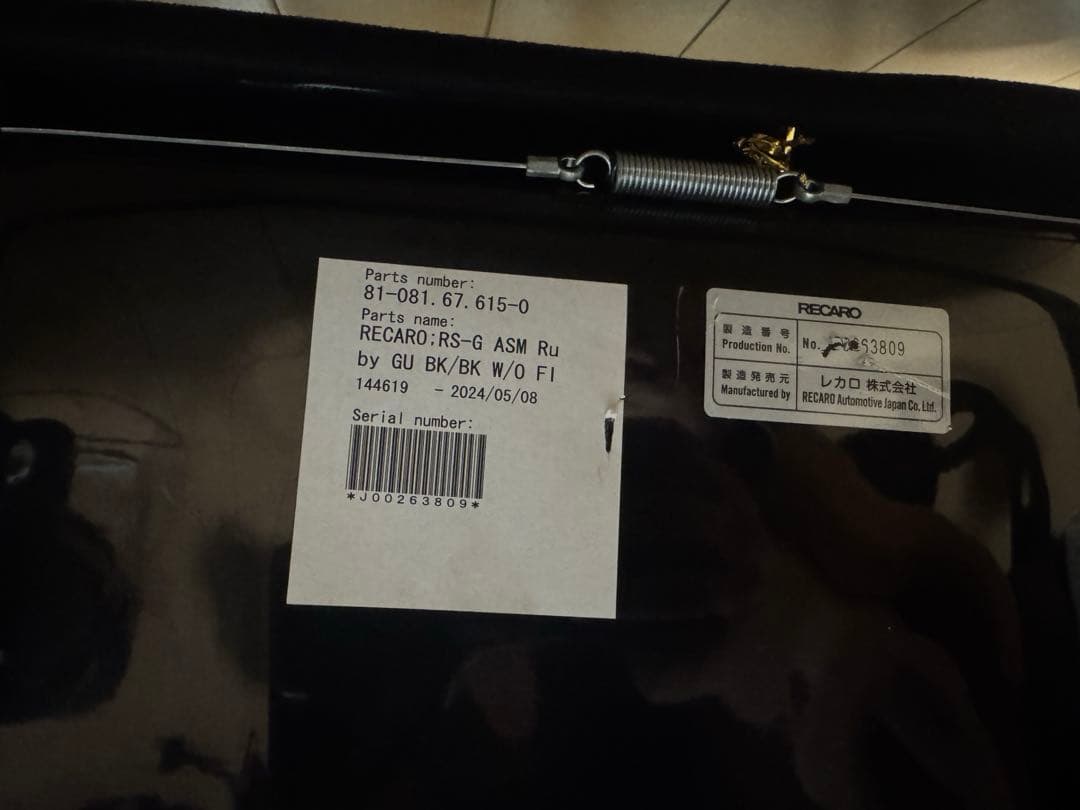 Parts number:
81-081.67.615-0
Parts name:
RECARO;RS-G ASM Ru
by GU BK/BK W/O FI
144619 - 2024/05/08
Serial number:
*J00263809*
RECARO
製造番号
Production No.
No.
63809
製造発売元
Manufactured by
レカロ 株式会社
RECARO Automotive Japan Co,.Ltd.